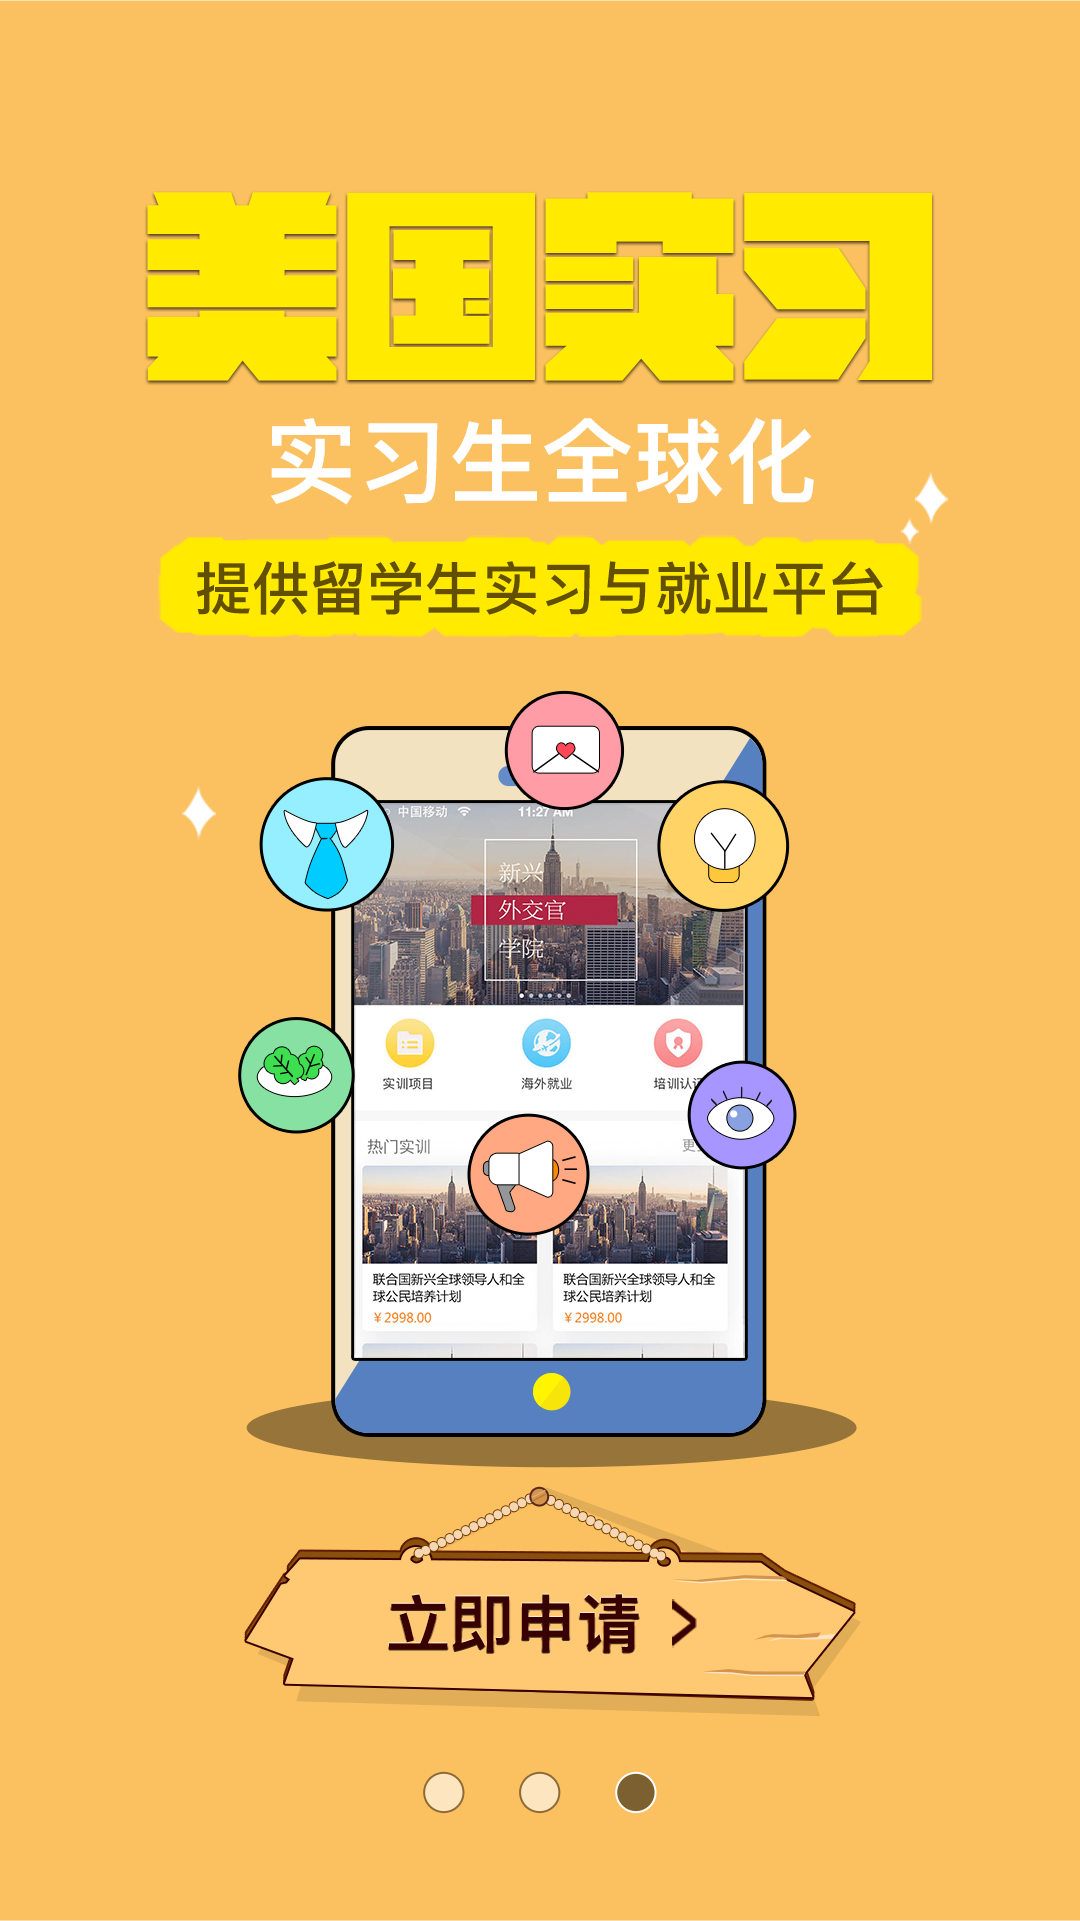 美国实习
实习生全球化
提供留学生实习与就业平台
中国移动 11:27 AM
新兴
外交官
学院
实训项目 海外就业 培训认
热门实训 更
联合国新兴全球领导人和全
球公民培养计划
¥2998.00
联合国新兴全球领导人和全
球公民培养计划
¥2998.00
立即申请 >